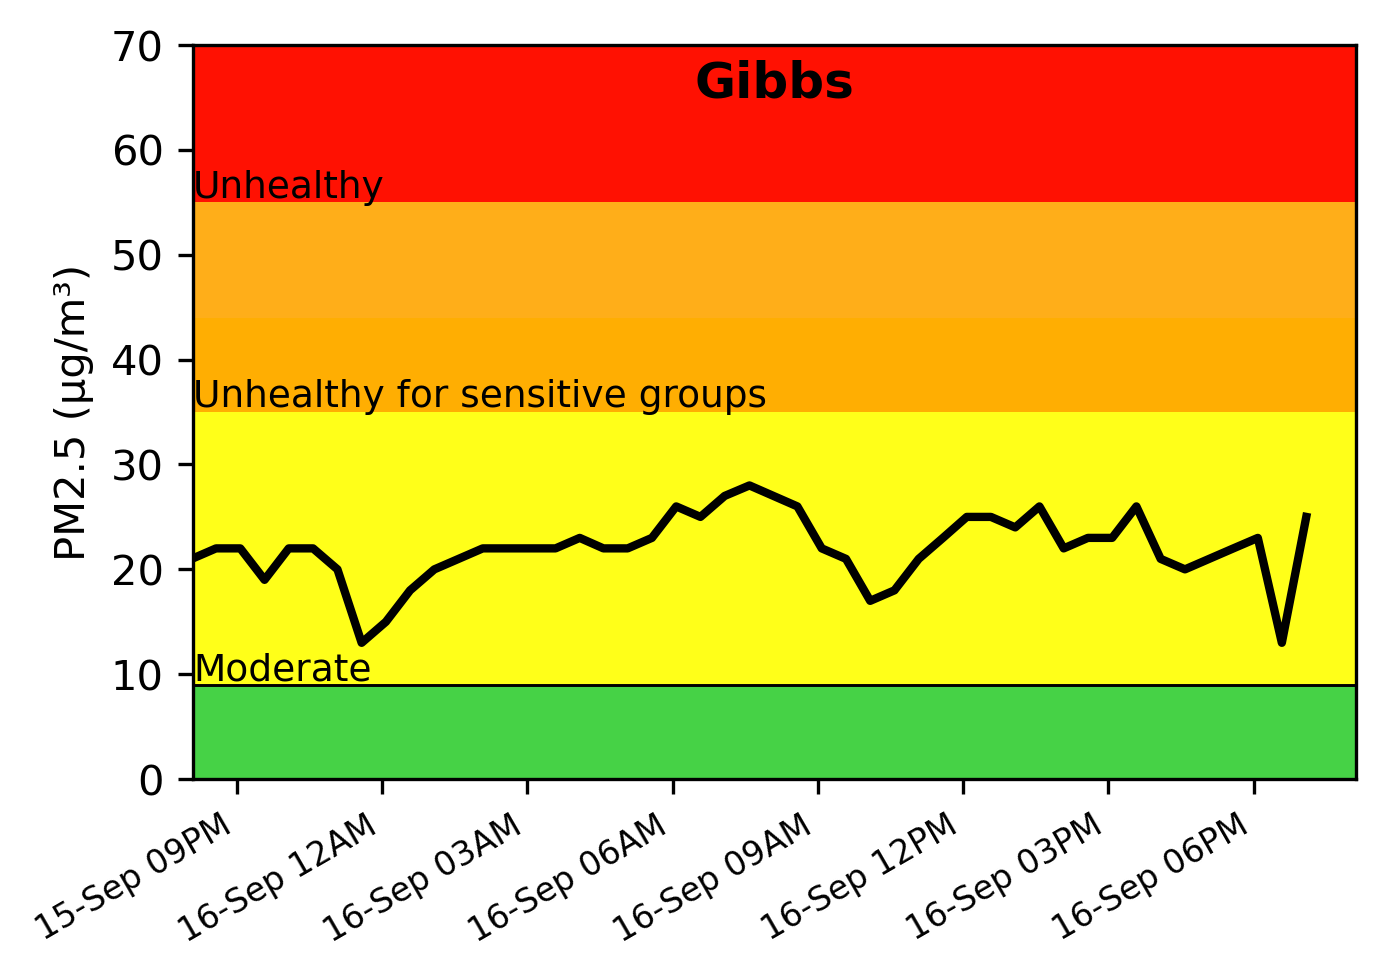 Gibbs
70
60
50
40
30
20
10
0
PM2.5 (µg/m³)
Unhealthy
Unhealthy for sensitive groups
Moderate
15-Sep 09PM
16-Sep 12AM
16-Sep 03AM
16-Sep 06AM
16-Sep 09AM
16-Sep 12PM
16-Sep 03PM
16-Sep 06PM